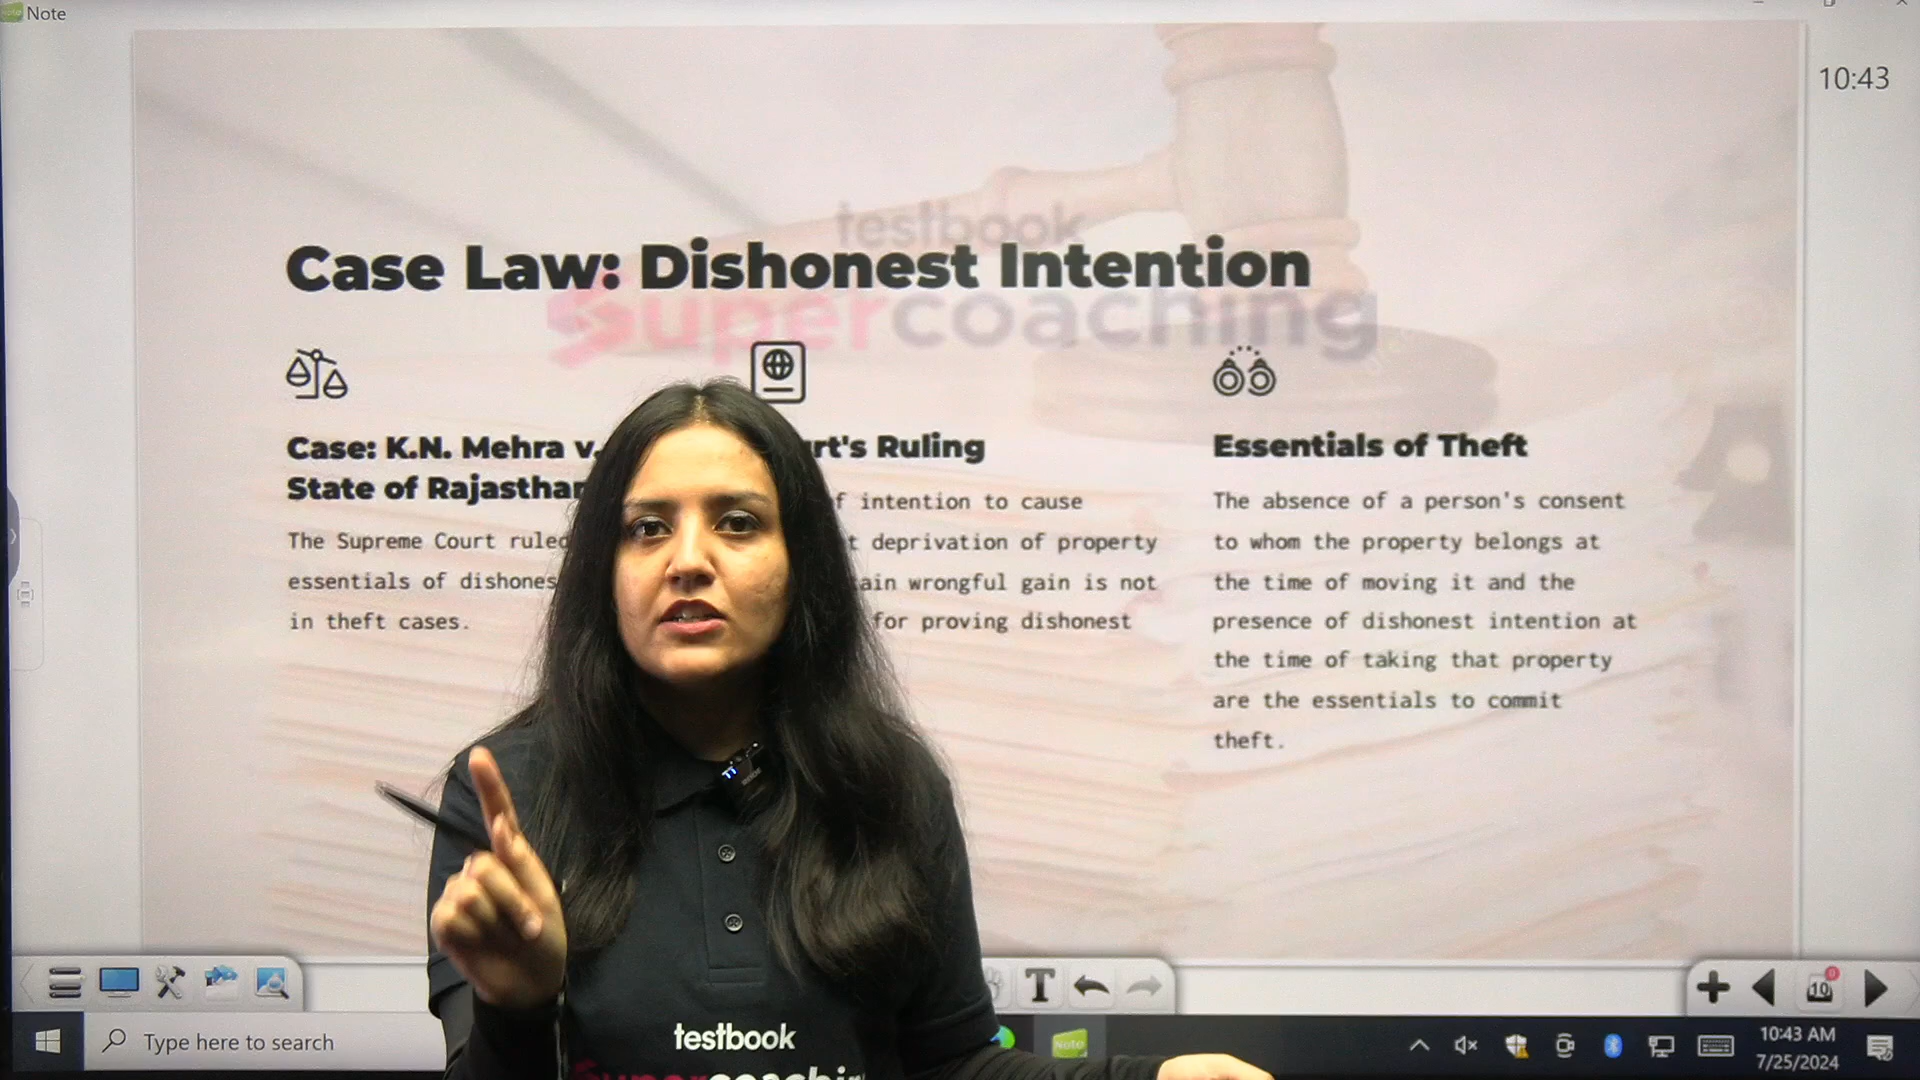 Note
10:43
testbook
Supercoaching
Case Law: Dishonest Intention
Case: K.N. Mehra v.
State of Rajasthan
The Supreme Court ruled
essentials of
in theft cases.
Ruling
intention to cause
deprivation of property
wrongful gain is not
for proving dishonest
Essentials of Theft
The absence of a person's consent
to whom the property belongs at
the time of moving it and the
presence of dishonest intention at
the time of taking that property
are the essentials to commit
theft.
testbook
T
10
0
Type here to search
Note
10:43 AM
7/25/2024